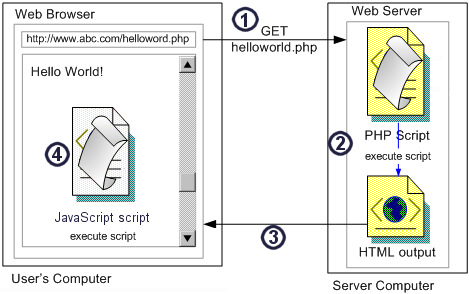 Web Browser
http://www.abc.com/helloword.php
Hello World!
4
JavaScript script
execute script
User's Computer
1
GET
helloworld.php
3
Web Server
PHP Script
2
execute script
HTML output
Server Computer